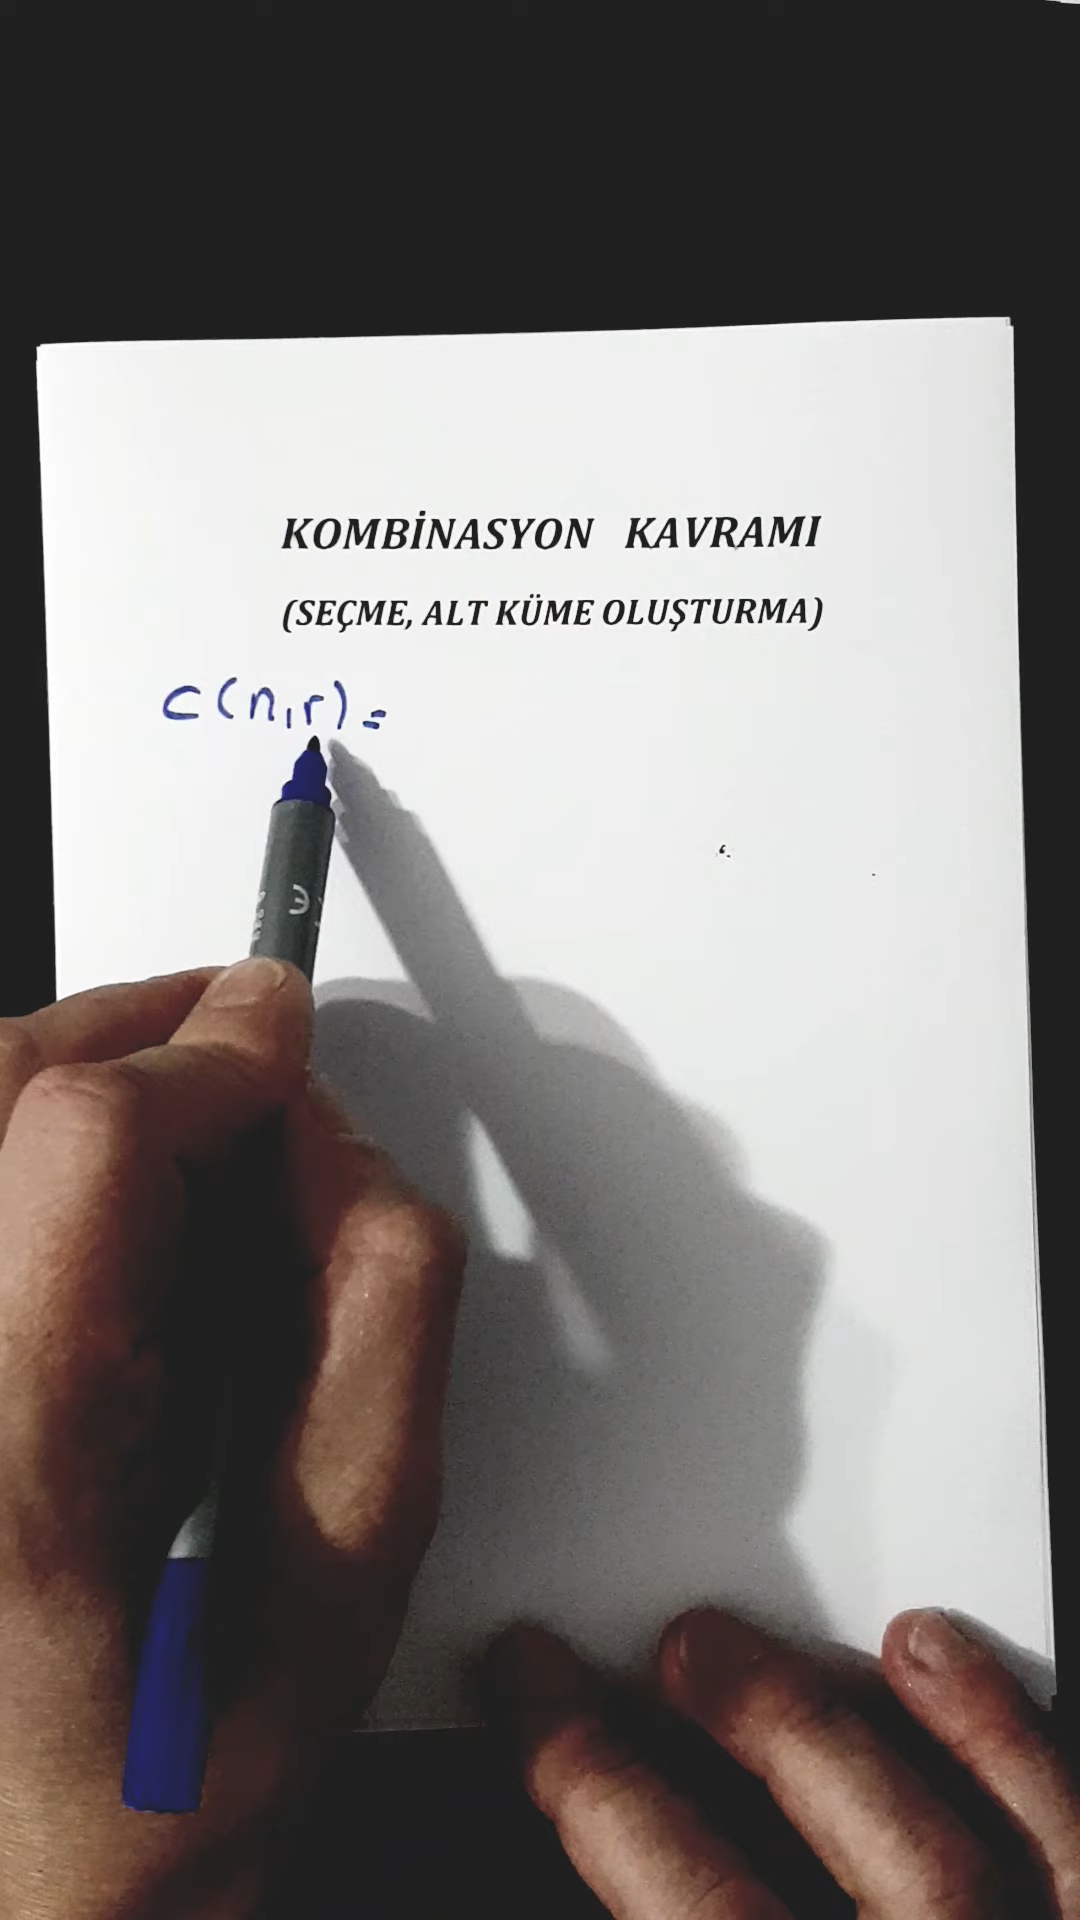 KOMBİNASYON KAVRAMI
(SEÇME, ALT KÜME OLUŞTURMA)
C(n,r)=